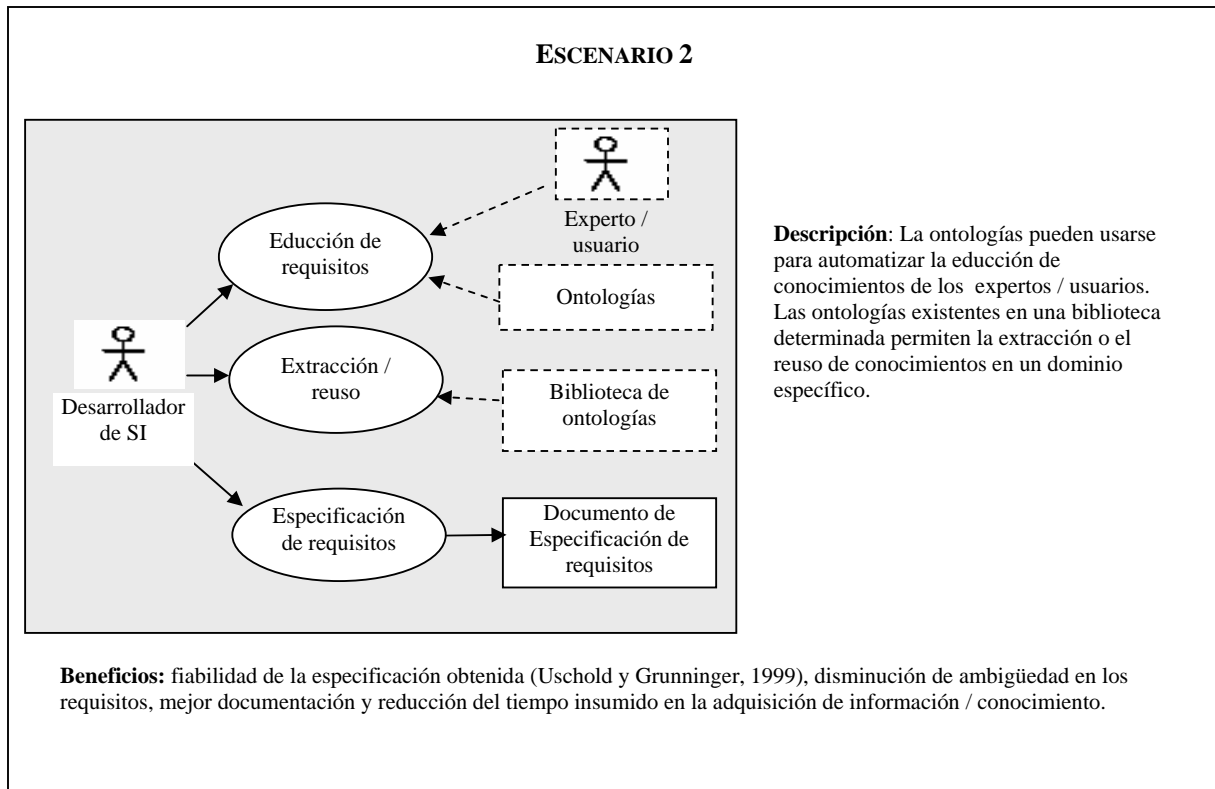 ESCENARIO 2
Experto /
usuario
Educción de
requisitos
Ontologías
Extracción /
reuso
Biblioteca de
ontologías
Desarrollador
de SI
Especificación
de requisitos
Documento de
Especificación de
requisitos
Descripción: La ontologías pueden usarse
para automatizar la educción de
conocimientos de los expertos / usuarios.
Las ontologías existentes en una biblioteca
determinada permiten la extracción o el
reuso de conocimientos en un dominio
específico.
Beneficios: fiabilidad de la especificación obtenida (Uschold y Grunninger, 1999), disminución de ambigüedad en los
requisitos, mejor documentación y reducción del tiempo insumido en la adquisición de información / conocimiento.